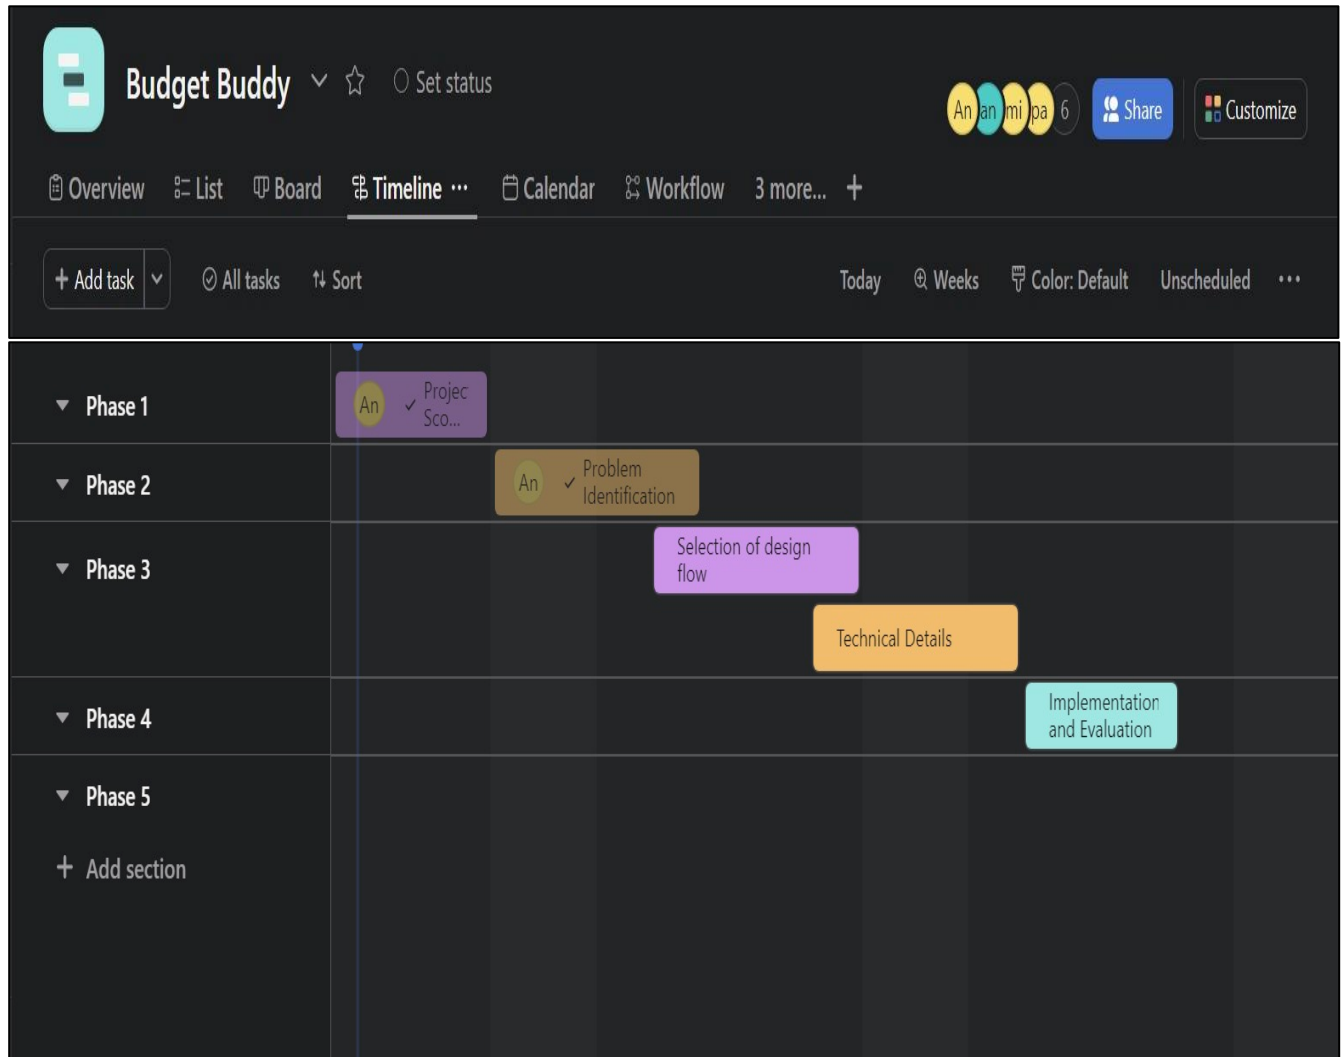 Budget Buddy
Set status
An an mi pa 6
Share
Customize
Overview List Board Timeline ... Calendar Workflow 3 more... +
+ Add task
All tasks
Sort
Today
Weeks
Color: Default
Unscheduled ...
Phase 1
An
Projec
Sco...
Phase 2
An
Problem
Identification
Phase 3
Selection of design
flow
Technical Details
Phase 4
Implementation
and Evaluation
Phase 5
+ Add section